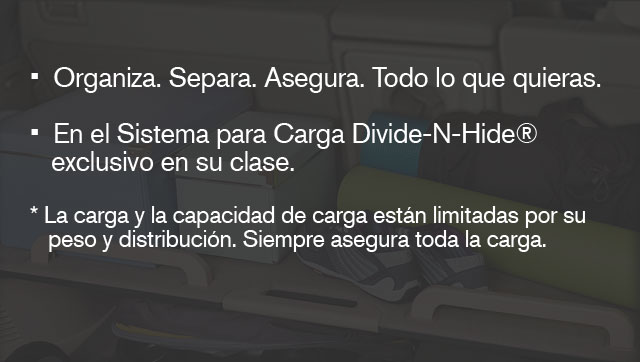 ▪ Organiza. Separa. Asegura. Todo lo que quieras.
▪ En el Sistema para Carga Divide-N-Hide®
exclusivo en su clase.
* La carga y la capacidad de carga están limitadas por su
peso y distribución. Siempre asegura toda la carga.